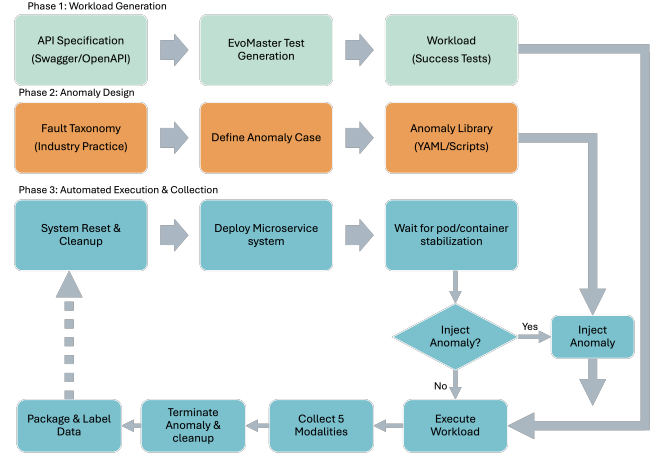 Phase 1: Workload Generation
API Specification
(Swagger/OpenAPI)
EvoMaster Test
Generation
Workload
(Success Tests)
Phase 2: Anomaly Design
Fault Taxonomy
(Industry Practice)
Define Anomaly Case
Anomaly Library
(YAML/Scripts)
Phase 3: Automated Execution & Collection
System Reset &
Cleanup
Deploy Microservice
system
Wait for pod/container
stabilization
Inject
Anomaly?
Yes
Inject
Anomaly
No
Package & Label
Data
Terminate
Anomaly &
cleanup
Collect 5
Modalities
Execute
Workload